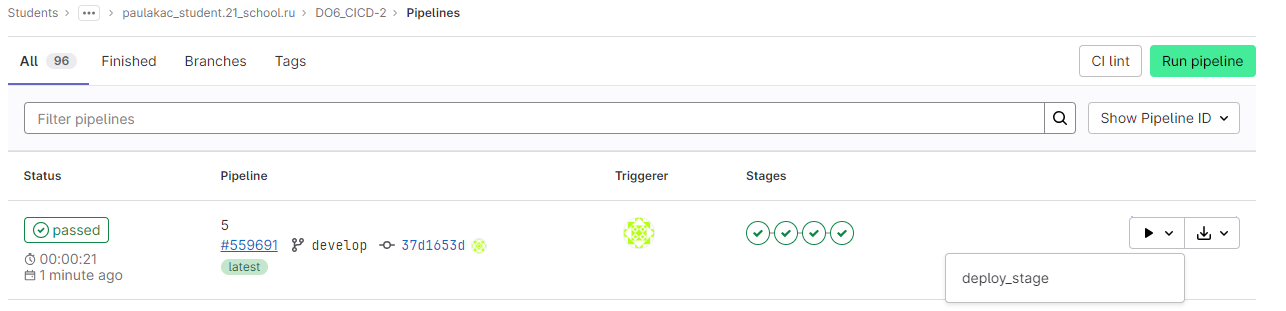 Students > ... > paulakac_student.21_school.ru > DO6_CICD-2 > Pipelines
All 96 Finished Branches Tags CI lint Run pipeline
Filter pipelines Show Pipeline ID
Status Pipeline Triggerer Stages
passed 5
#559691 develop 37d1653d
00:00:21 latest
1 minute ago
deploy_stage